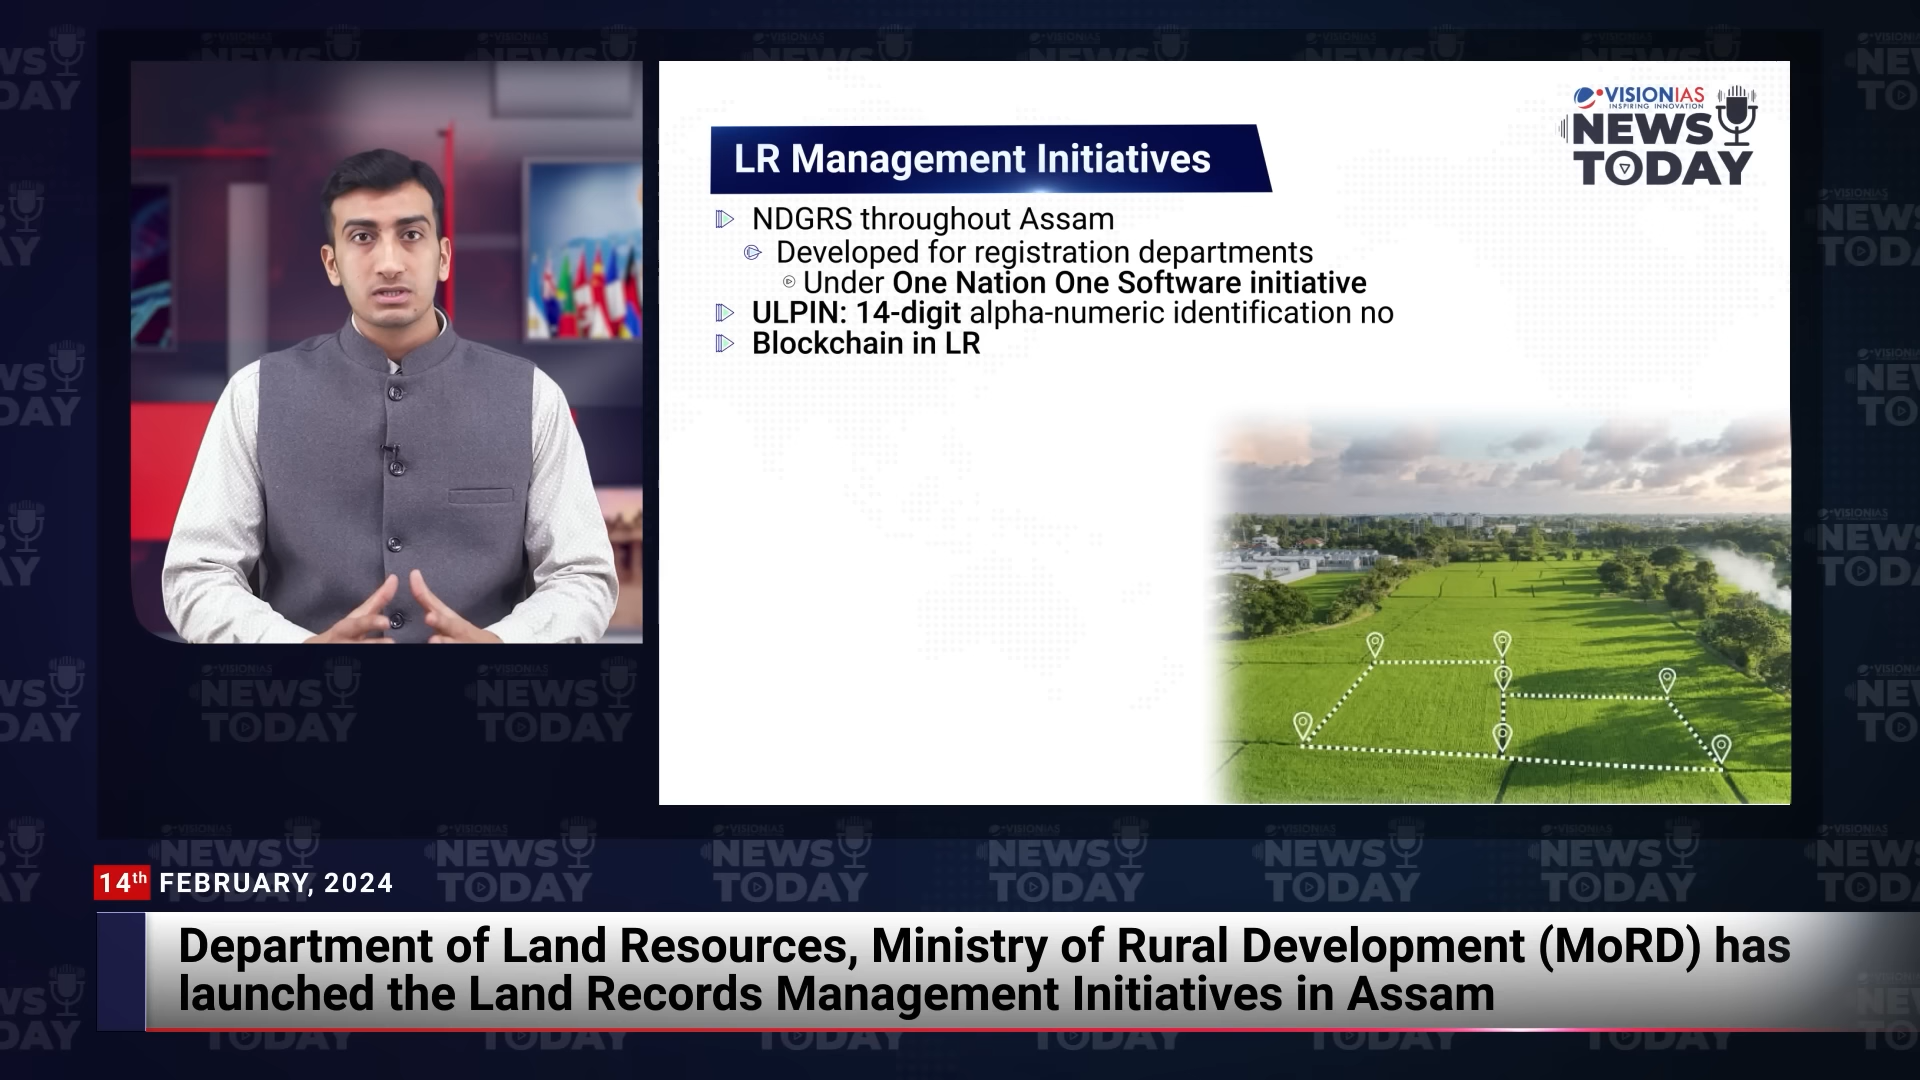 VISIONIAS
INSPIRING INNOVATION
NEWS
TODAY
LR Management Initiatives
NDGRS throughout Assam
Developed for registration departments
Under One Nation One Software initiative
ULPIN: 14-digit alpha-numeric identification no
Blockchain in LR
14th FEBRUARY, 2024
Department of Land Resources, Ministry of Rural Development (MoRD) has
launched the Land Records Management Initiatives in Assam